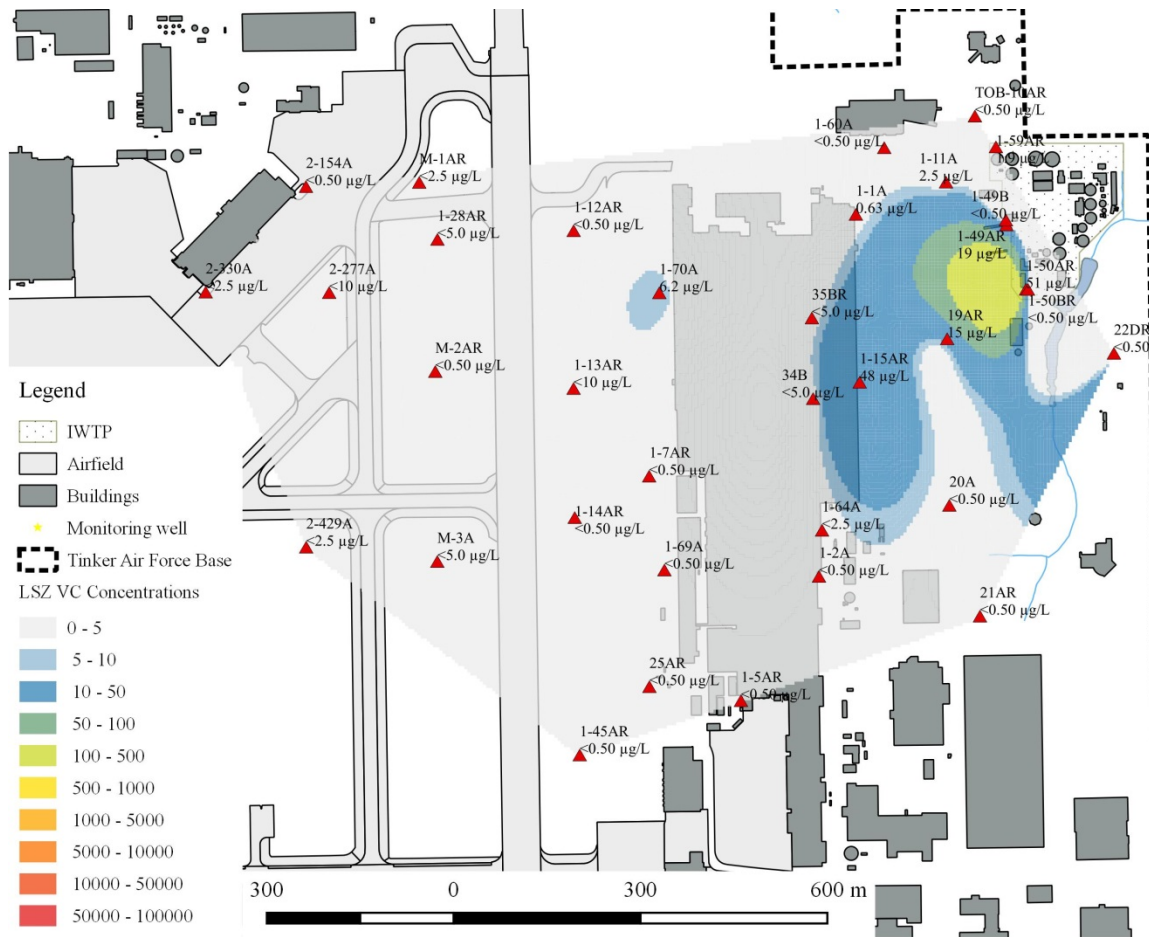 TOB-10AR
<0.50 µg/L
1-60A
<0.50 µg/L
1-59AR
1.9 µg/L
2-154A
<0.50 µg/L
M-1AR
<2.5 µg/L
1-11A
2.5 µg/L
1-1A
0.63 µg/L
1-49B
<0.50 µg/L
1-28AR
<5.0 µg/L
1-12AR
<0.50 µg/L
1-49AR
19 µg/L
2-330A
<2.5 µg/L
2-277A
<10 µg/L
1-70A
6.2 µg/L
1-50AR
51 µg/L
1-50BR
<0.50 µg/L
35BR
<5.0 µg/L
19AR
15 µg/L
22DR
<0.50
M-2AR
<0.50 µg/L
1-13AR
<10 µg/L
34B
<5.0 µg/L
1-15AR
48 µg/L
Legend
IWTP
Airfield
Buildings
Monitoring well
Tinker Air Force Base
LSZ VC Concentrations
0 - 5
5 - 10
10 - 50
50 - 100
100 - 500
500 - 1000
1000 - 5000
5000 - 10000
10000 - 50000
50000 - 100000
1-7AR
<0.50 µg/L
20A
<0.50 µg/L
1-14AR
<0.50 µg/L
1-64A
<2.5 µg/L
2-429A
<2.5 µg/L
M-3A
<5.0 µg/L
1-69A
<0.50 µg/L
1-2A
<0.50 µg/L
21AR
<0.50 µg/L
25AR
<0.50 µg/L
1-5AR
<0.50 µg/L
1-45AR
<0.50 µg/L
300 0 300 600 m